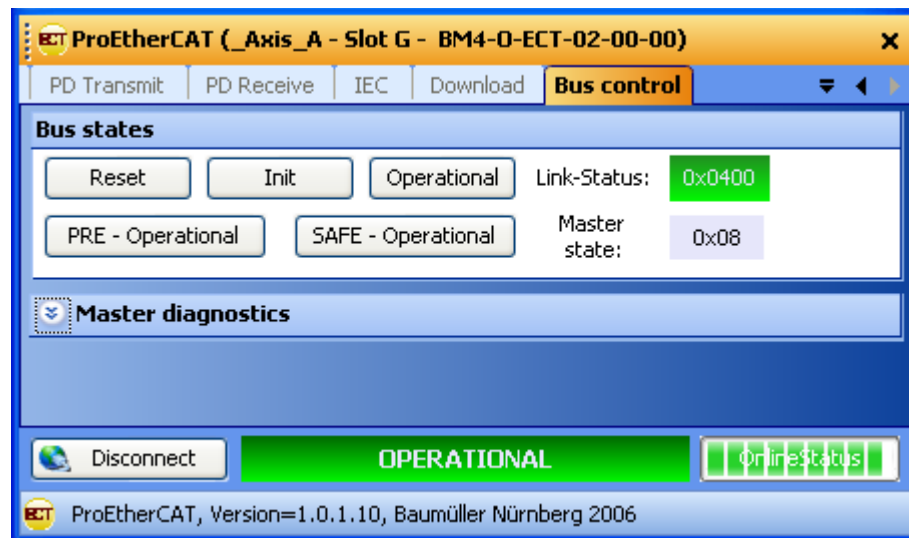 ECT ProEtherCAT (_Axis_A - Slot G - BM4-O-ECT-02-00-00)
PD Transmit PD Receive IEC Download Bus control
Bus states
Reset Init Operational Link-Status: 0x0400
PRE - Operational SAFE - Operational Master state: 0x08
Master diagnostics
Disconnect OPERATIONAL OnlineStatus
ECT ProEtherCAT, Version=1.0.1.10, Baumüller Nürnberg 2006